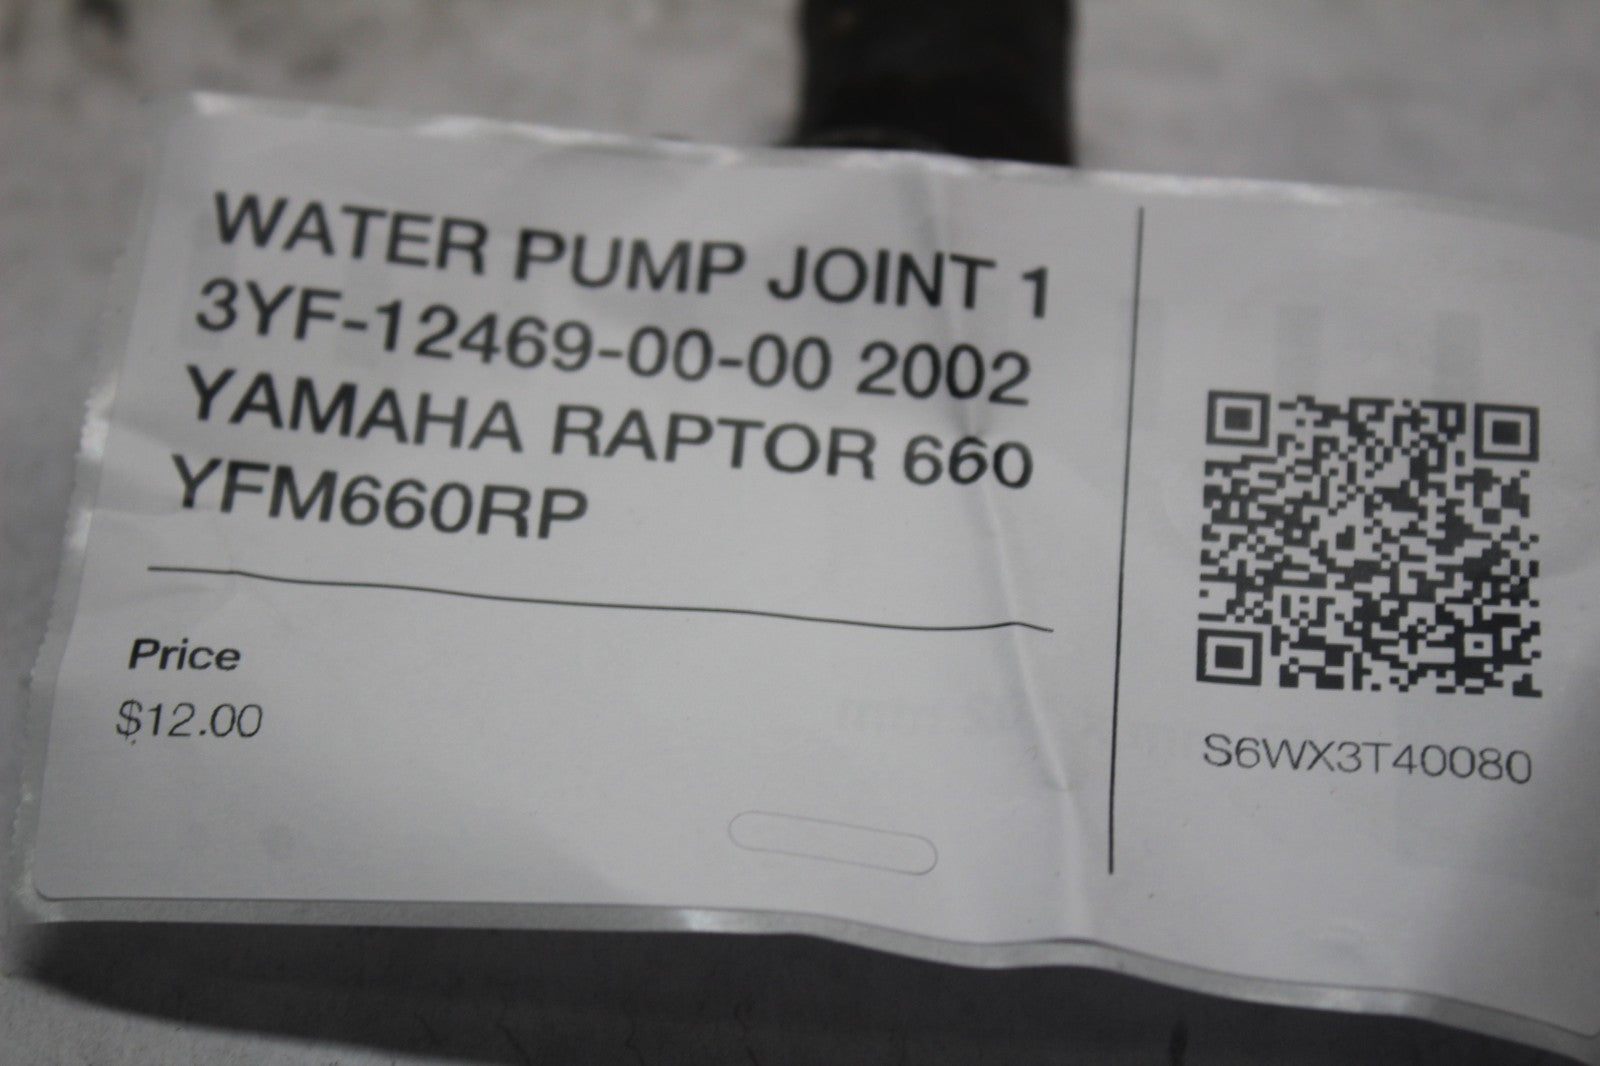 WATER PUMP JOINT 1
3YF-12469-00-00 2002
YAMAHA RAPTOR 660
YFM660RP
Price
$12.00
S6WX3T40080